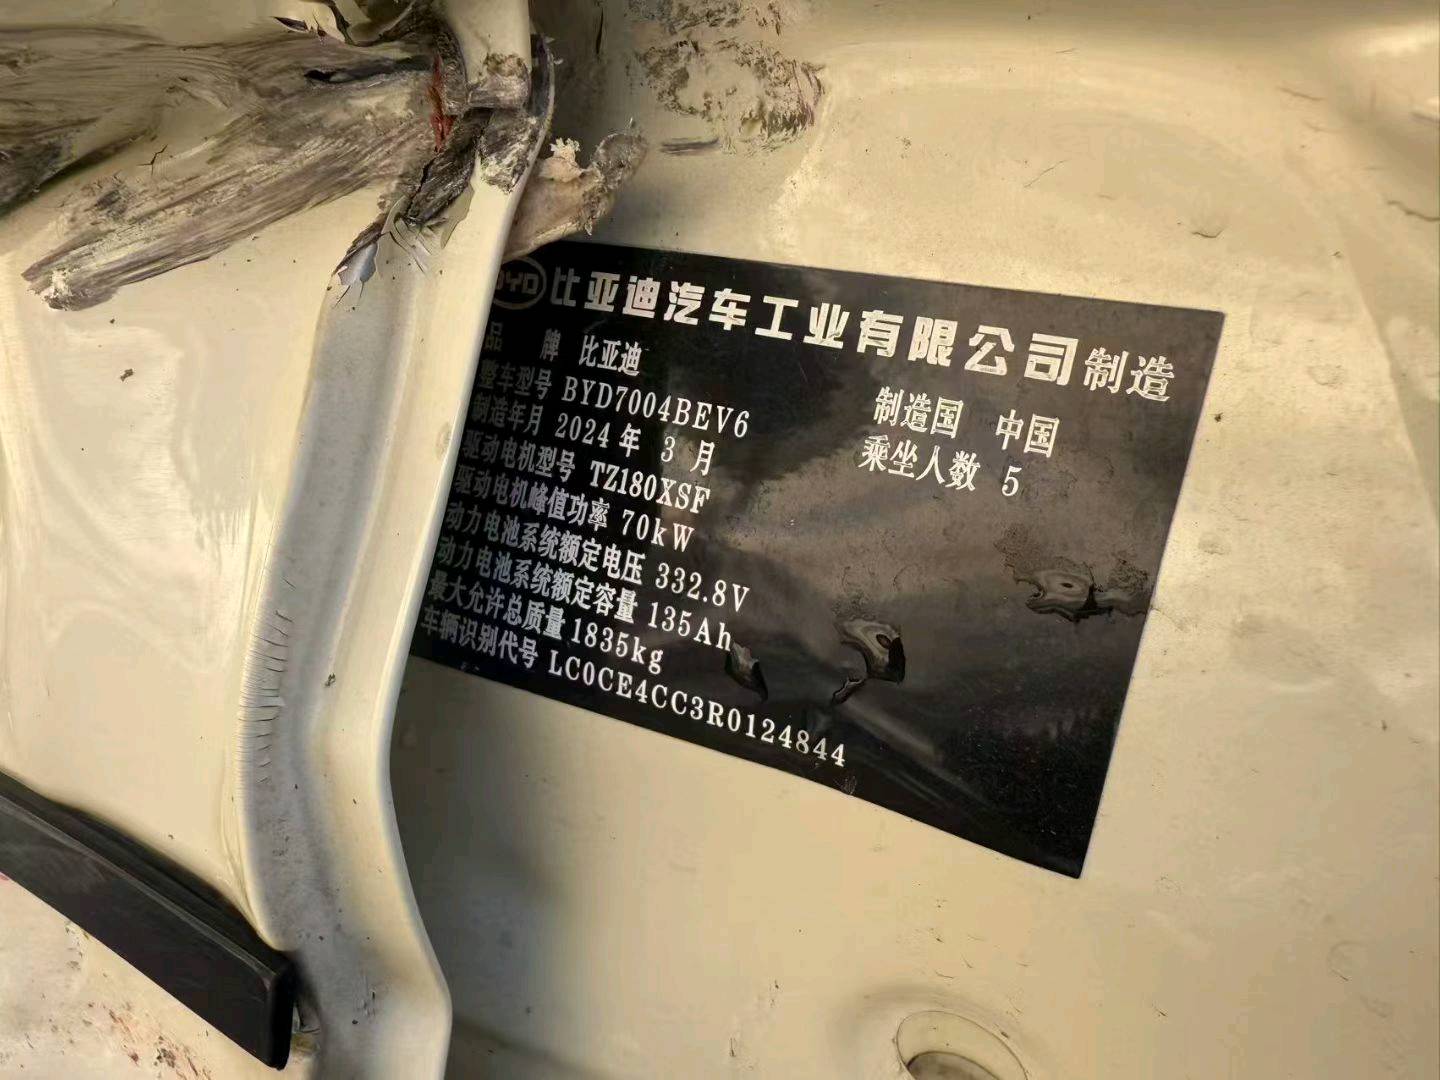 BYD 比亚迪汽车工业有限公司制造
品 牌 比亚迪
整车型号 BYD7004BEV6 制造国 中国
制造年月 2024 年 3 月 乘坐人数 5
驱动电机型号 TZ180XSF
驱动电机峰值功率 70kW
动力电池系统额定电压 332.8V
动力电池系统额定容量 135Ah
最大允许总质量 1835kg
车辆识别代号 LC0CE4CC3R0124844